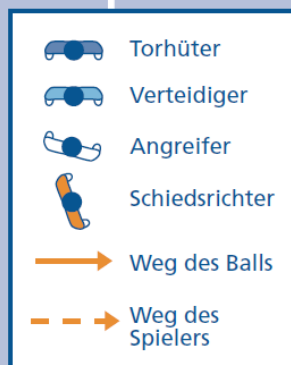 Torhüter
Verteidiger
Angreifer
Schiedsrichter
Weg des Balls
Weg des
Spielers